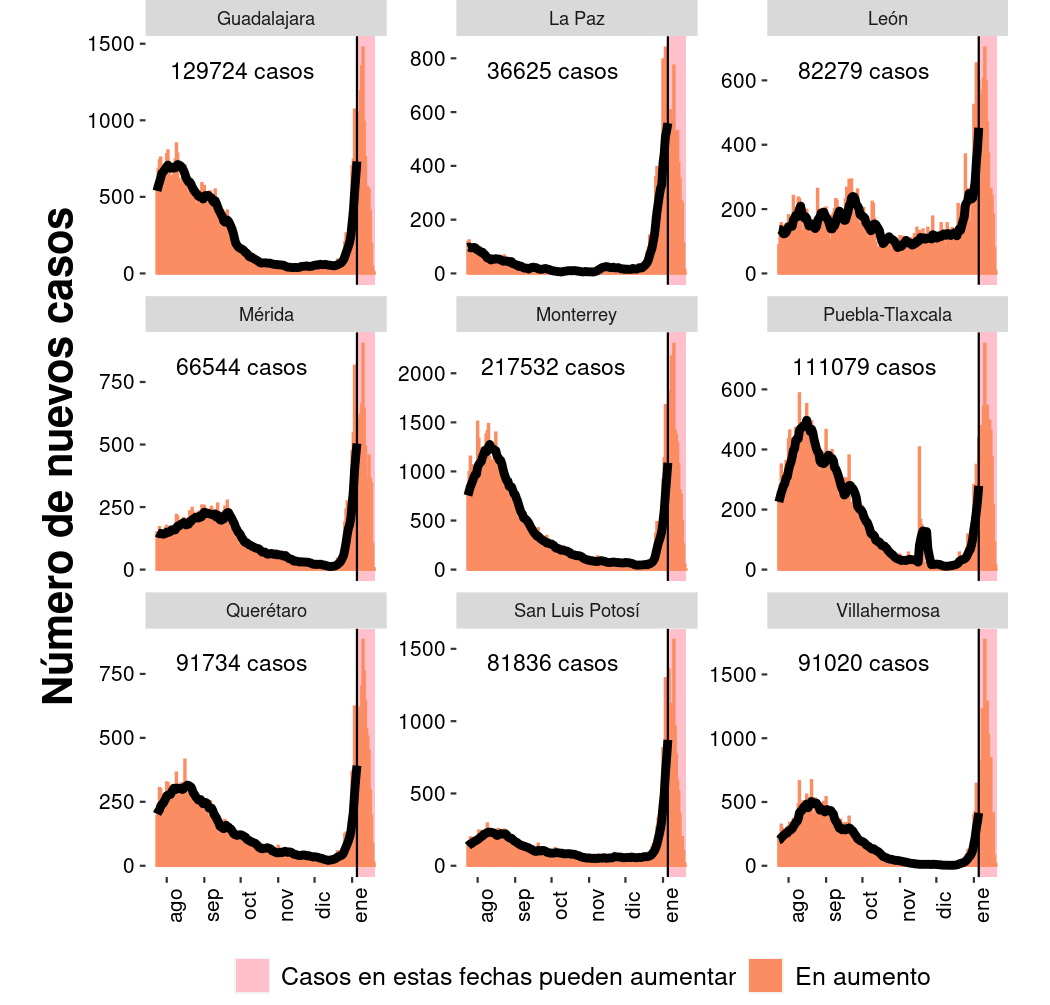 Número de nuevos casos
Guadalajara
129724 casos
1500
1000
500
0
La Paz
36625 casos
800
600
400
200
0
León
82279 casos
600
400
200
0
Mérida
66544 casos
750
500
250
0
Monterrey
217532 casos
2000
1500
1000
500
0
Puebla-Tlaxcala
111079 casos
600
400
200
0
Querétaro
91734 casos
750
500
250
0
ago sep oct nov dic ene
San Luis Potosí
81836 casos
1500
1000
500
0
ago sep oct nov dic ene
Villahermosa
91020 casos
1500
1000
500
0
ago sep oct nov dic ene
Casos en estas fechas pueden aumentar
En aumento